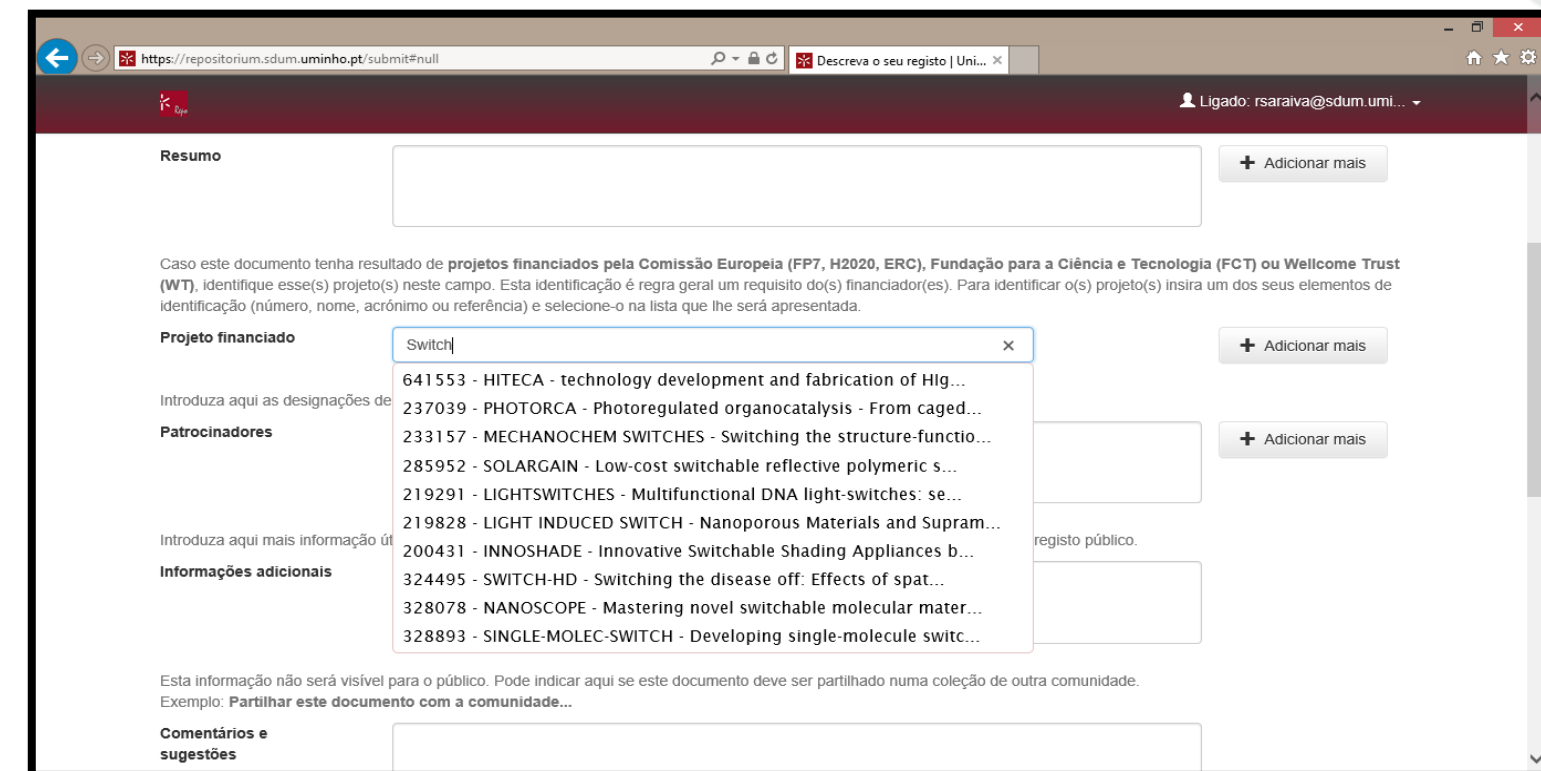 https://repositorium.sdum.uminho.pt/submit#null
Descreva o seu registo | Uni...
Repo
Ligado: rsaraiva@sdum.umi...
Resumo
Adicionar mais
Caso este documento tenha resultado de projetos financiados pela Comissão Europeia (FP7, H2020, ERC), Fundação para a Ciência e Tecnologia (FCT) ou Wellcome Trust
(WT), identifique esse(s) projeto(s) neste campo. Esta identificação é regra geral um requisito do(s) financiador(es). Para identificar o(s) projeto(s) insira um dos seus elementos de
identificação (número, nome, acrónimo ou referência) e selecione-o na lista que lhe será apresentada.
Projeto financiado
Switch
Adicionar mais
641553 - HITECA - technology development and fabrication of HIg...
237039 - PHOTORCA - Photoregulated organocatalysis - From caged...
233157 - MECHANOCHEM SWITCHES - Switching the structure-functio...
285952 - SOLARGAIN - Low-cost switchable reflective polymeric s...
219291 - LIGHTSWITCHES - Multifunctional DNA light-switches: se...
219828 - LIGHT INDUCED SWITCH - Nanoporous Materials and Supram...
200431 - INNOSHADE - Innovative Switchable Shading Appliances b...
324495 - SWITCH-HD - Switching the disease off: Effects of spat...
328078 - NANOSCOPE - Mastering novel switchable molecular mater...
328893 - SINGLE-MOLEC-SWITCH - Developing single-molecule switc...
Introduza aqui as designações de
Patrocinadores
Adicionar mais
Introduza aqui mais informação út
registo público.
Informações adicionais
Esta informação não será visível para o público. Pode indicar aqui se este documento deve ser partilhado numa coleção de outra comunidade.
Exemplo: Partilhar este documento com a comunidade...
Comentários e
sugestões